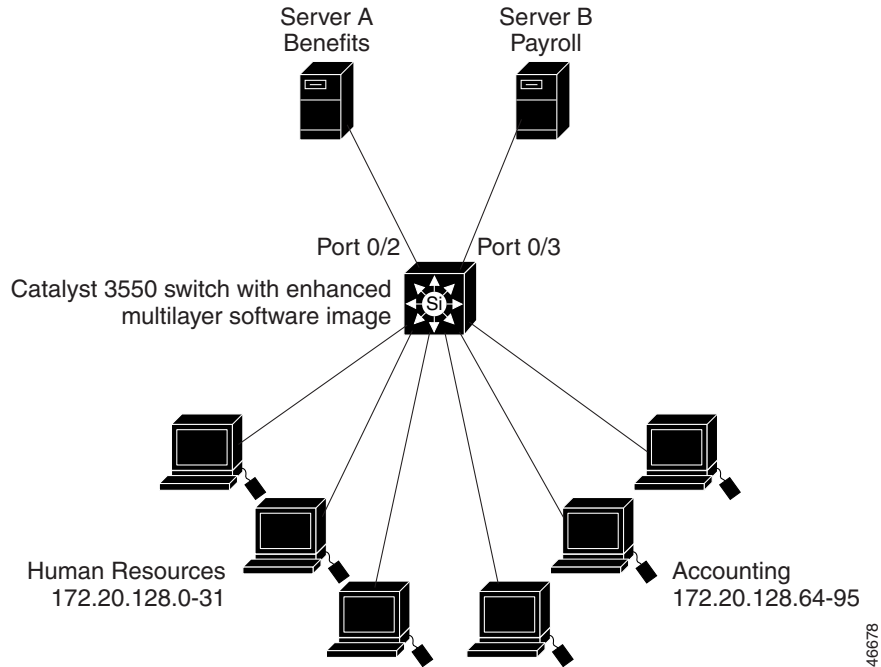 Server A
Benefits
Server B
Payroll
Port 0/2
Port 0/3
Catalyst 3550 switch with enhanced
multilayer software image
Si
Human Resources
172.20.128.0-31
Accounting
172.20.128.64-95
46678